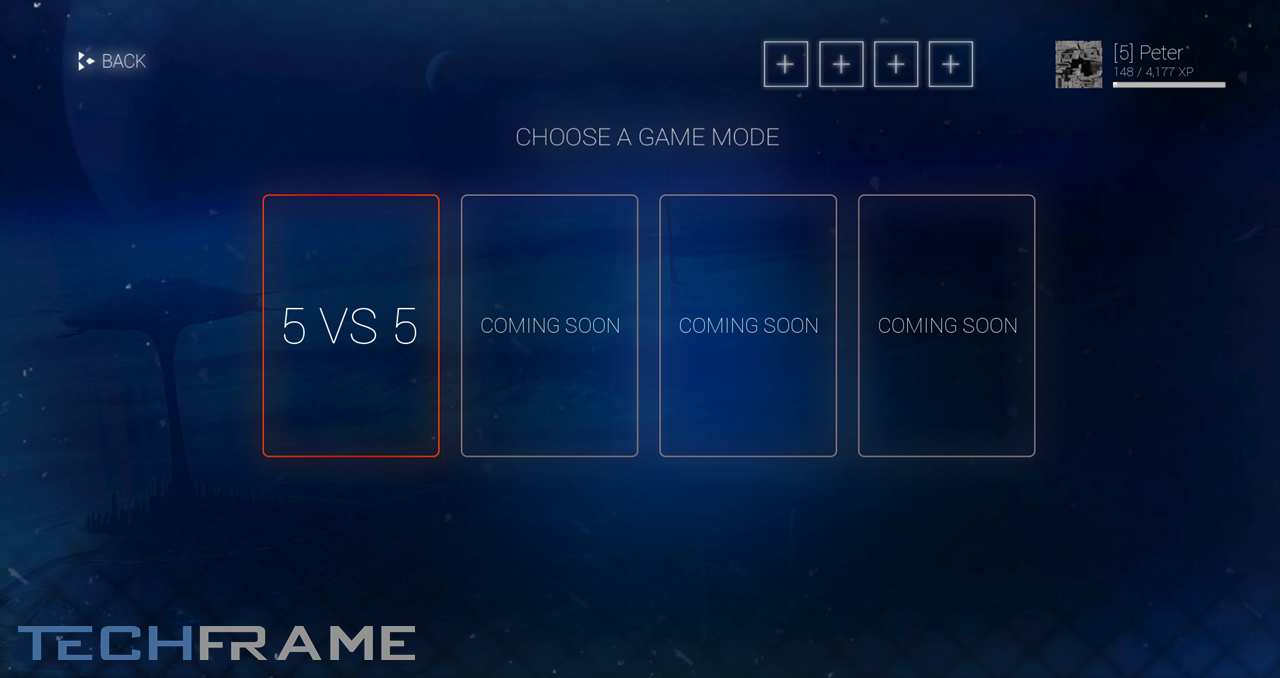 BACK
[5] Peter
148 / 4,177 XP
CHOOSE A GAME MODE
5 VS 5
COMING SOON
COMING SOON
COMING SOON
TECHFRAME